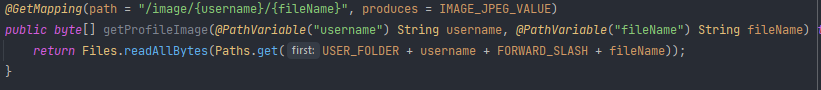 @GetMapping(path = "/image/{username}/{fileName}", produces = IMAGE_JPEG_VALUE)
public byte[] getProfileImage(@PathVariable("username") String username, @PathVariable("fileName") String fileName)
return Files.readAllBytes(Paths.get( first: USER_FOLDER + username + FORWARD_SLASH + fileName));
}